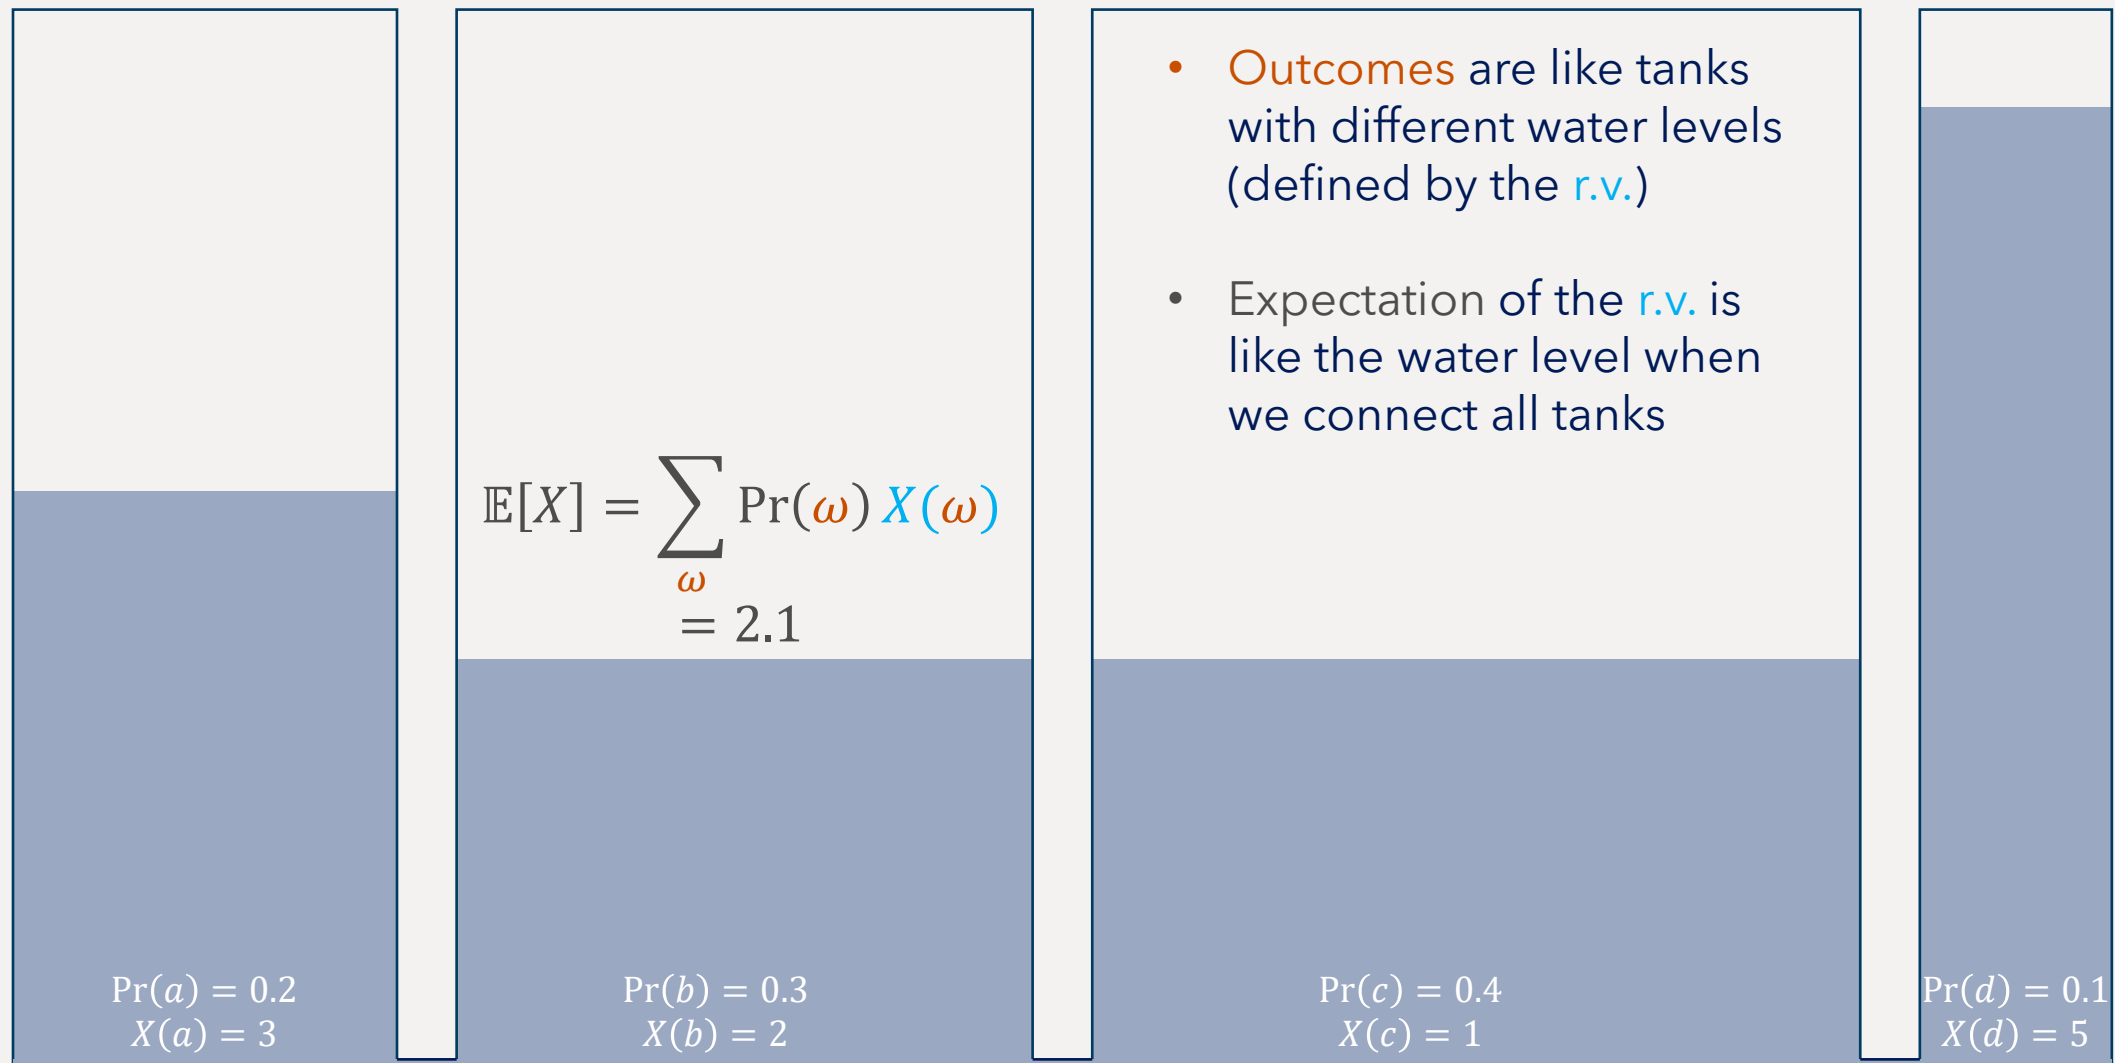 • Outcomes are like tanks
with different water levels
(defined by the r.v.)
• Expectation of the r.v. is
like the water level when
we connect all tanks
𝔼[X] = ∑ Pr(ω) X(ω)
ω
= 2.1
Pr(a) = 0.2
X(a) = 3
Pr(b) = 0.3
X(b) = 2
Pr(c) = 0.4
X(c) = 1
Pr(d) = 0.1
X(d) = 5